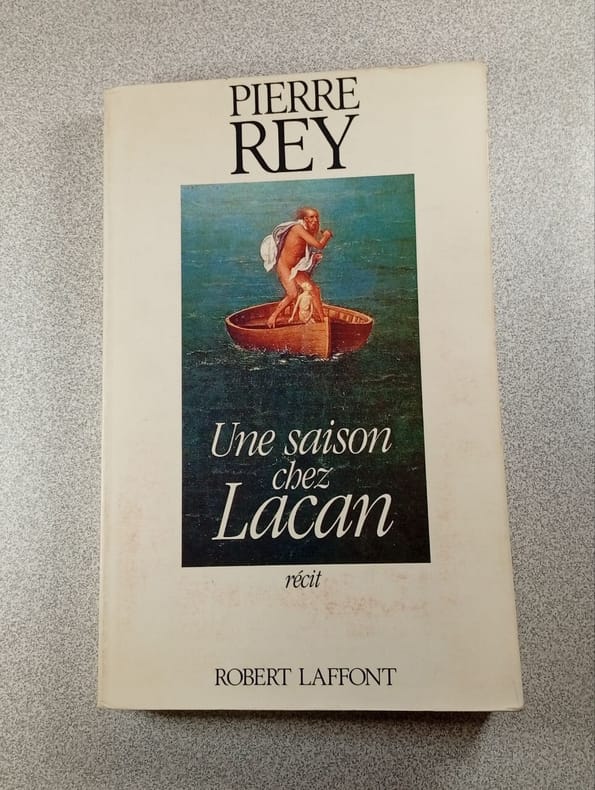 PIERRE
REY
Une saison
chez
Lacan
récit
ROBERT LAFFONT